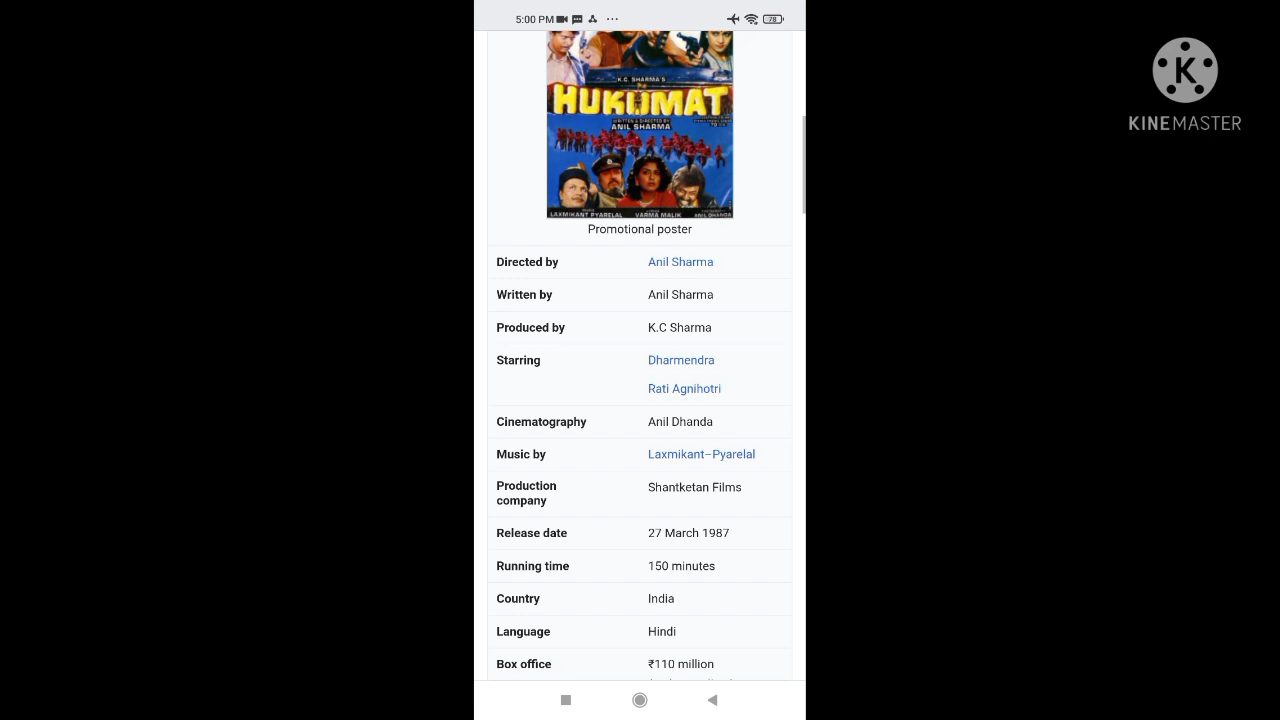 5:00 PM
78
K
KINEMASTER
K.C. SHARMA'S
HUKUMAT
WRITTEN & DIRECTED BY
ANIL SHARMA
LAXMIKANT PYARELAL VARMA MALIK ANIL DHANDA
Promotional poster
Directed by Anil Sharma
Written by Anil Sharma
Produced by K.C Sharma
Starring Dharmendra
Rati Agnihotri
Cinematography Anil Dhanda
Music by Laxmikant–Pyarelal
Production Shantketan Films
company
Release date 27 March 1987
Running time 150 minutes
Country India
Language Hindi
Box office ₹110 million